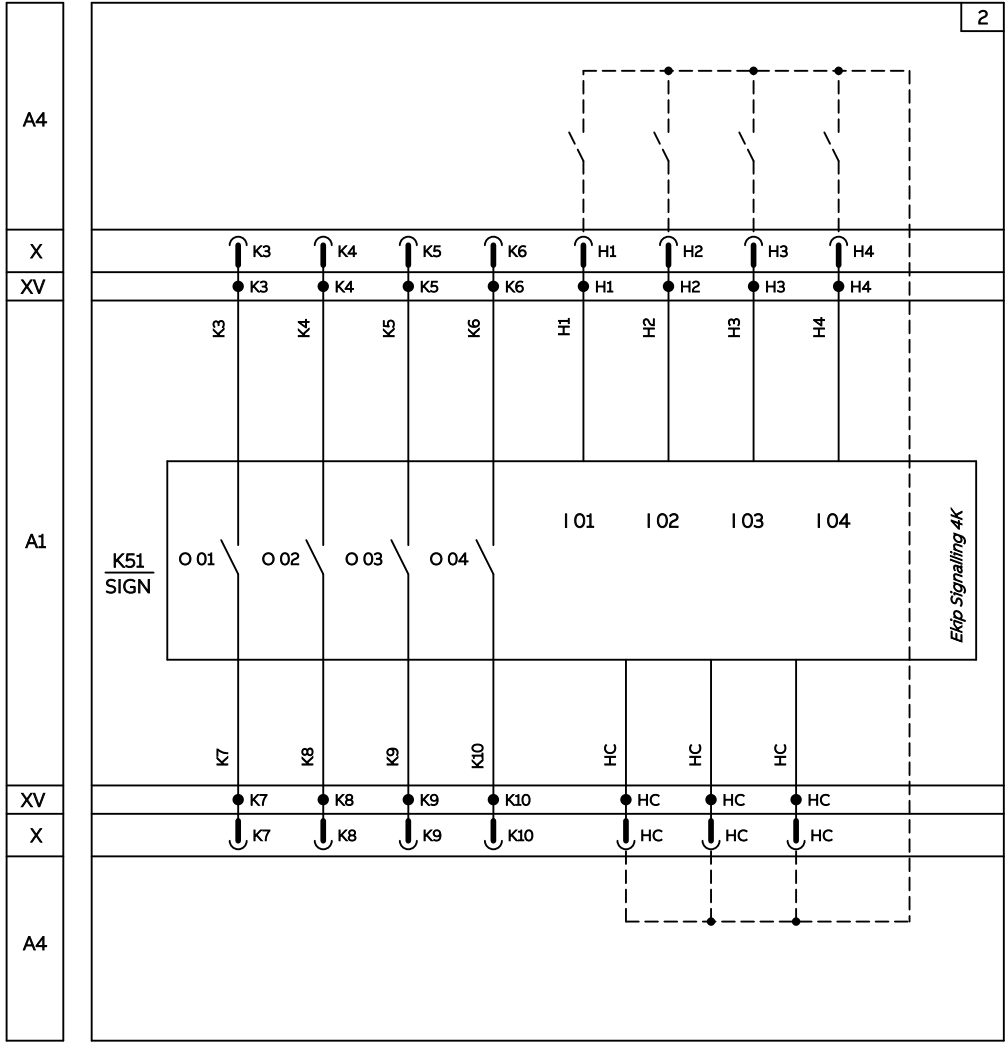 2
A4
X
K3 K4 K5 K6 H1 H2 H3 H4
XV
K3 K4 K5 K6 H1 H2 H3 H4
K3 K4 K5 K6 H1 H2 H3 H4
A1
I 01 I 02 I 03 I 04
K51
SIGN
O 01 O 02 O 03 O 04
Ekip Signalling 4K
K7 K8 K9 K10 HC HC HC
XV
K7 K8 K9 K10 HC HC HC
X
K7 K8 K9 K10 HC HC HC
A4